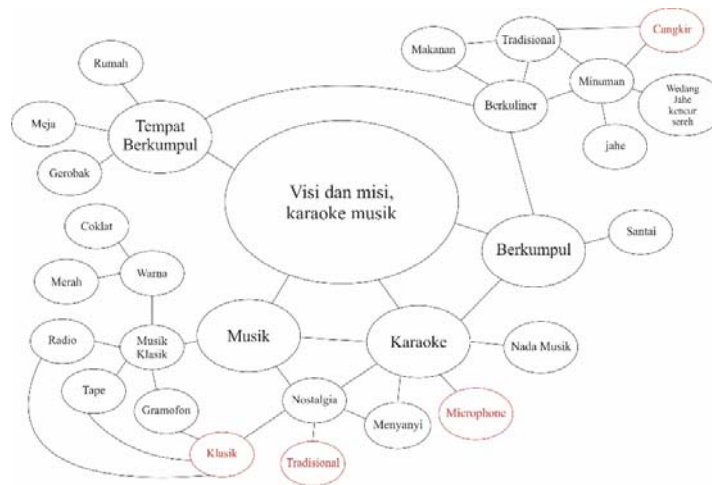 Cangkir
Tradisional
Makanan
Rumah
Minuman
Wedang
Jahe
kencur
sereh
Berkuliner
Meja
Tempat
Berkumpul
jahe
Gerobak
Visi dan misi,
karaoke musik
Coklat
Santai
Berkumpul
Merah
Warna
Radio
Musik
Klasik
Musik
Karaoke
Nada Musik
Tape
Gramofon
Nostalgia
Menyanyi
Microphone
Klasik
Tradisional